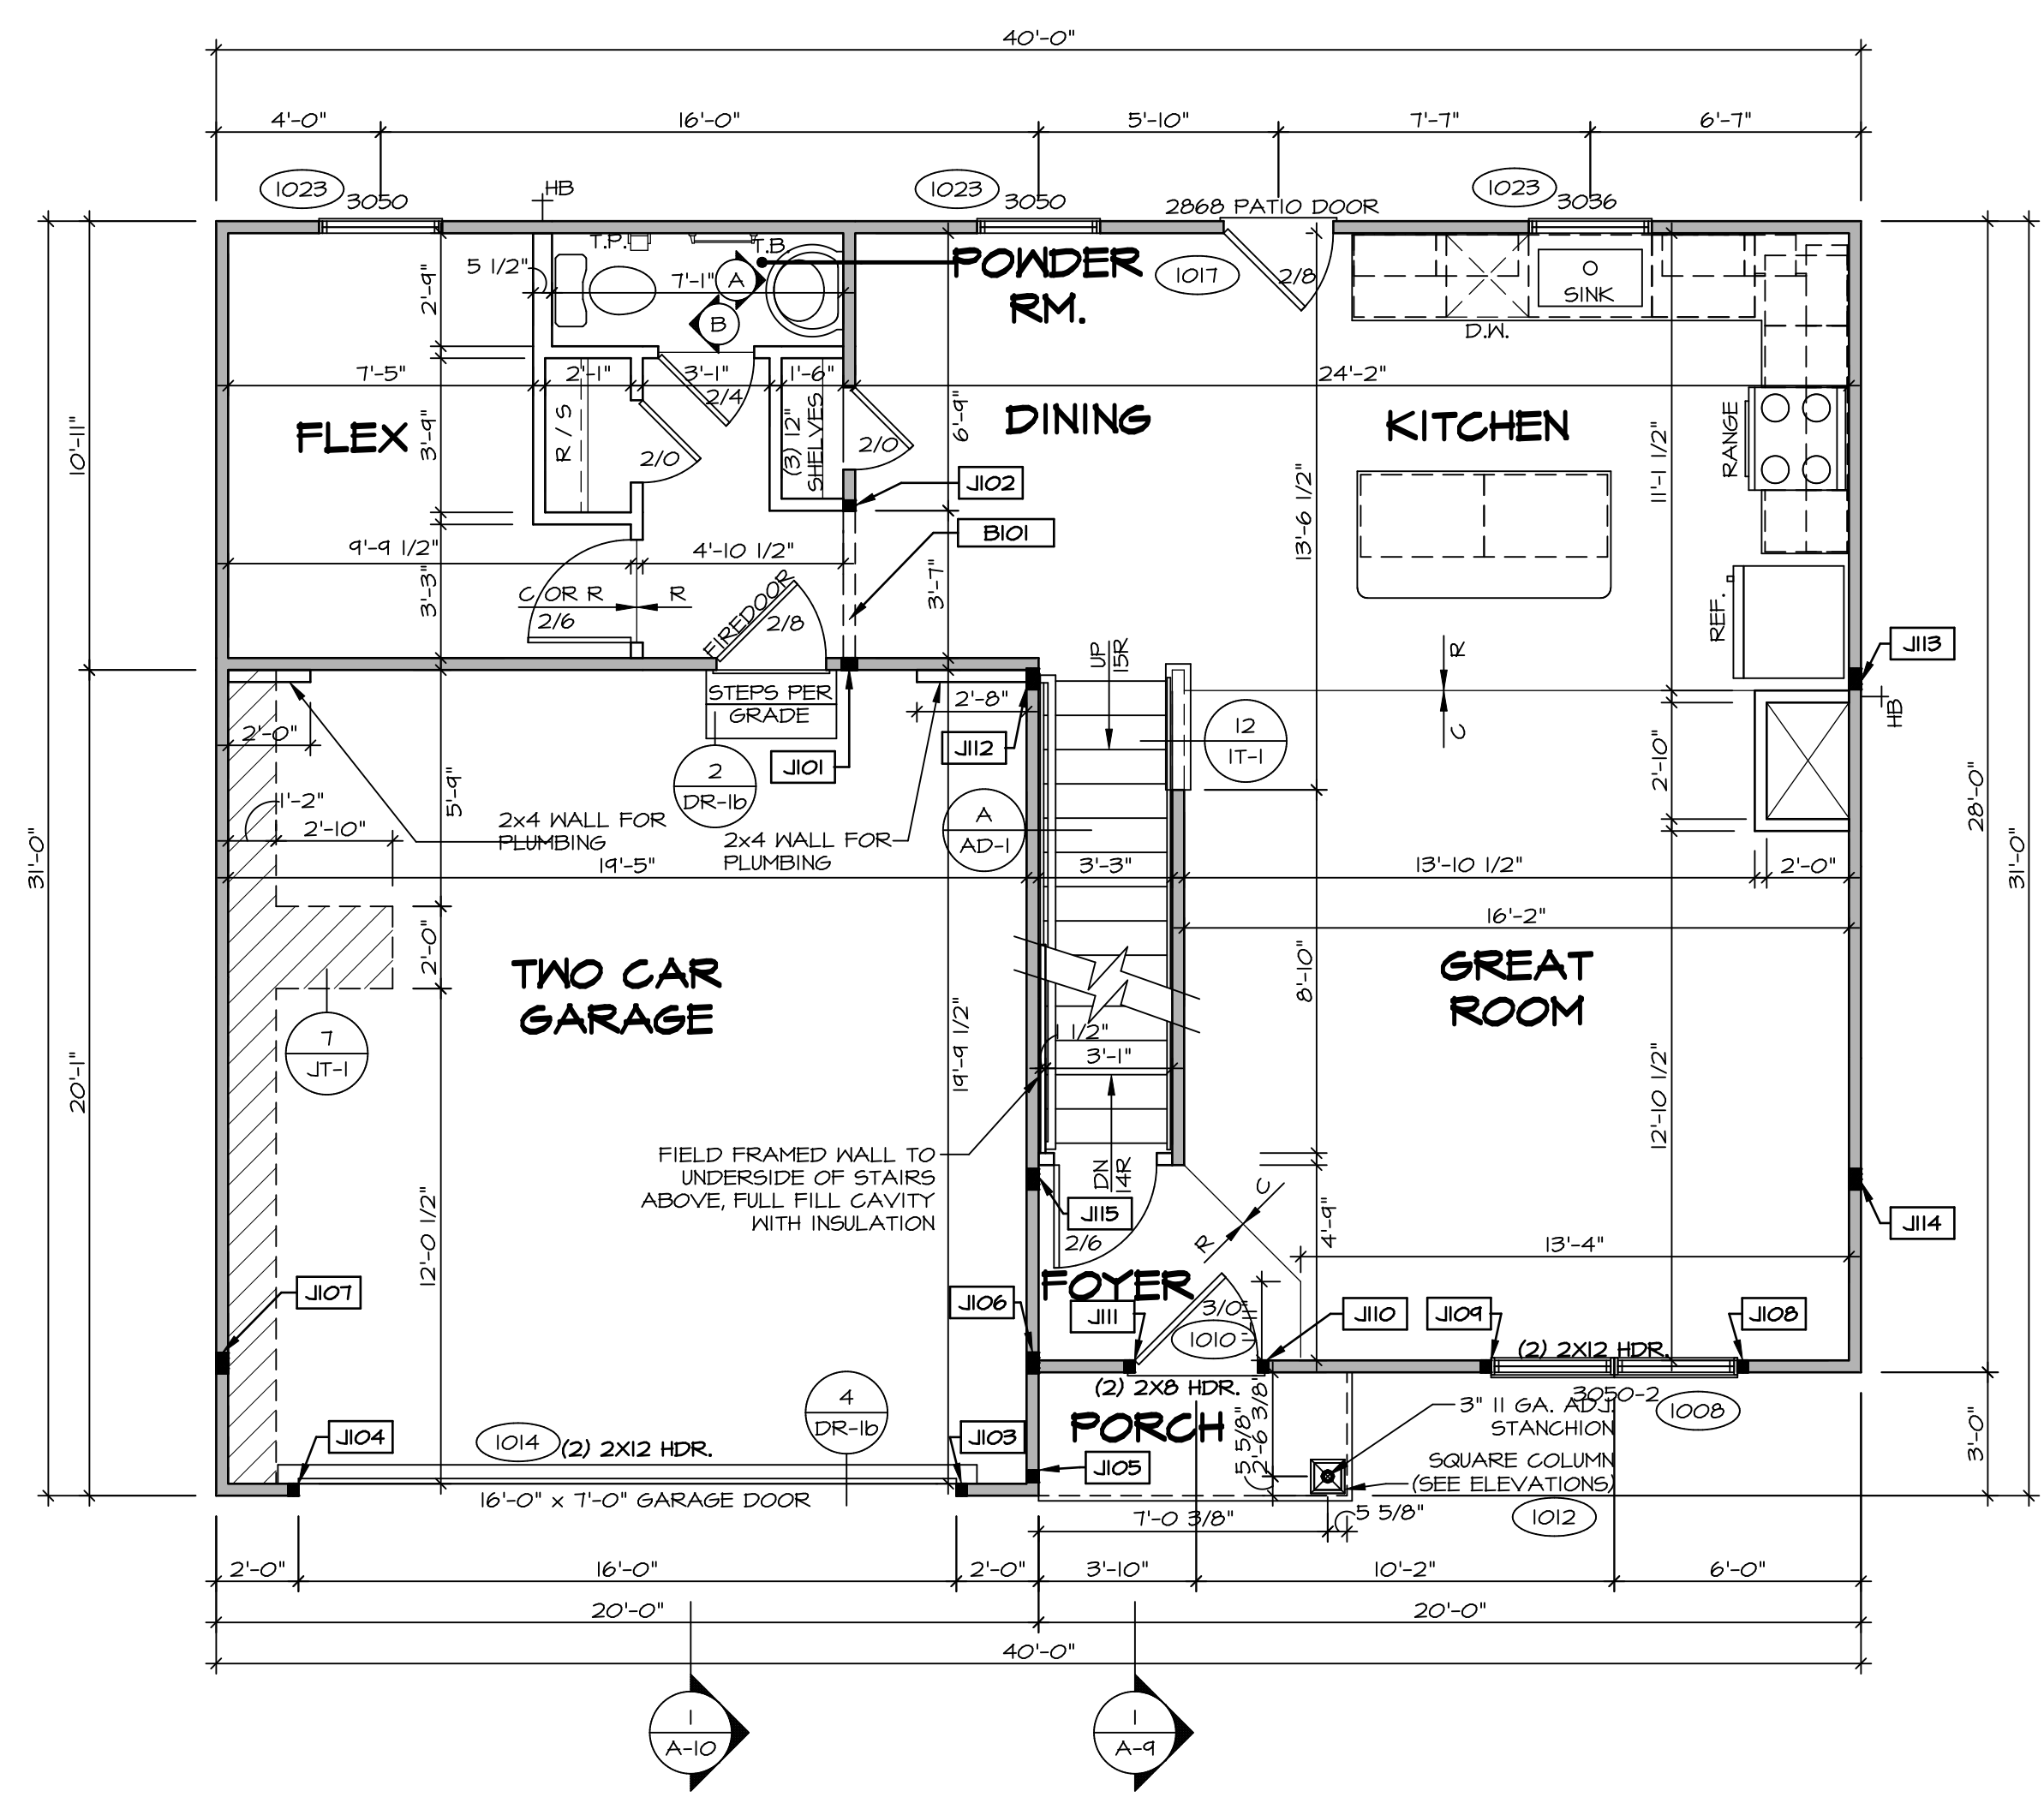 40'-0"
4'-0"
16'-0"
5'-10"
7'-7"
6'-7"
1023
3050
HB
1023
3050
2868 PATIO DOOR
1023
3036
T.P.
T.B.
POWDER
RM.
1017
2/8
SINK
D.W.
5 1/2"
7'-1"
A
B
2'-9"
7'-5"
2'-1"
3'-1"
1'-6"
24'-2"
2/4
FLEX
3'-9"
R / S
2/0
(3) 12"
SHELVES
2/0
6'-9"
DINING
KITCHEN
RANGE
10'-11"
J102
B101
13'-6 1/2"
11'-1 1/2"
9'-9 1/2"
4'-10 1/2"
3'-3"
C OR R
R
2/6
FIREDOOR
2/8
3'-7"
REF.
J113
HB
UP
15R
R
C
STEPS PER
GRADE
2'-8"
2'-0"
J112
J101
2
DR-1b
12
IT-1
5'-9"
1'-2"
2'-10"
2x4 WALL FOR
PLUMBING
2x4 WALL FOR
PLUMBING
A
AD-1
2'-10"
28'-0"
31'-0"
31'-0"
19'-5"
3'-3"
13'-10 1/2"
2'-0"
16'-2"
2'-0"
TWO CAR
GARAGE
GREAT
ROOM
8'-10"
19'-9 1/2"
7
JT-1
1 1/2"
3'-1"
20'-1"
12'-10 1/2"
FIELD FRAMED WALL TO
UNDERSIDE OF STAIRS
ABOVE, FULL FILL CAVITY
WITH INSULATION
DN
14R
J115
2/6
C
R
4'-9"
J114
12'-0 1/2"
13'-4"
FOYER
J107
J106
J111
3/0
1010
1'-11"
J110
J109
J108
(2) 2X12 HDR.
(2) 2X8 HDR.
3050-2
1008
3" 11 GA. ADJ.
STANCHION
PORCH
4
DR-1b
J104
1014
(2) 2X12 HDR.
J103
J105
5 5/8"
2'-6 3/8"
SQUARE COLUMN
(SEE ELEVATIONS)
3'-0"
16'-0" x 7'-0" GARAGE DOOR
1012
7'-0 3/8"
5 5/8"
2'-0"
16'-0"
2'-0"
3'-10"
10'-2"
6'-0"
20'-0"
20'-0"
40'-0"
1
A-10
1
A-9